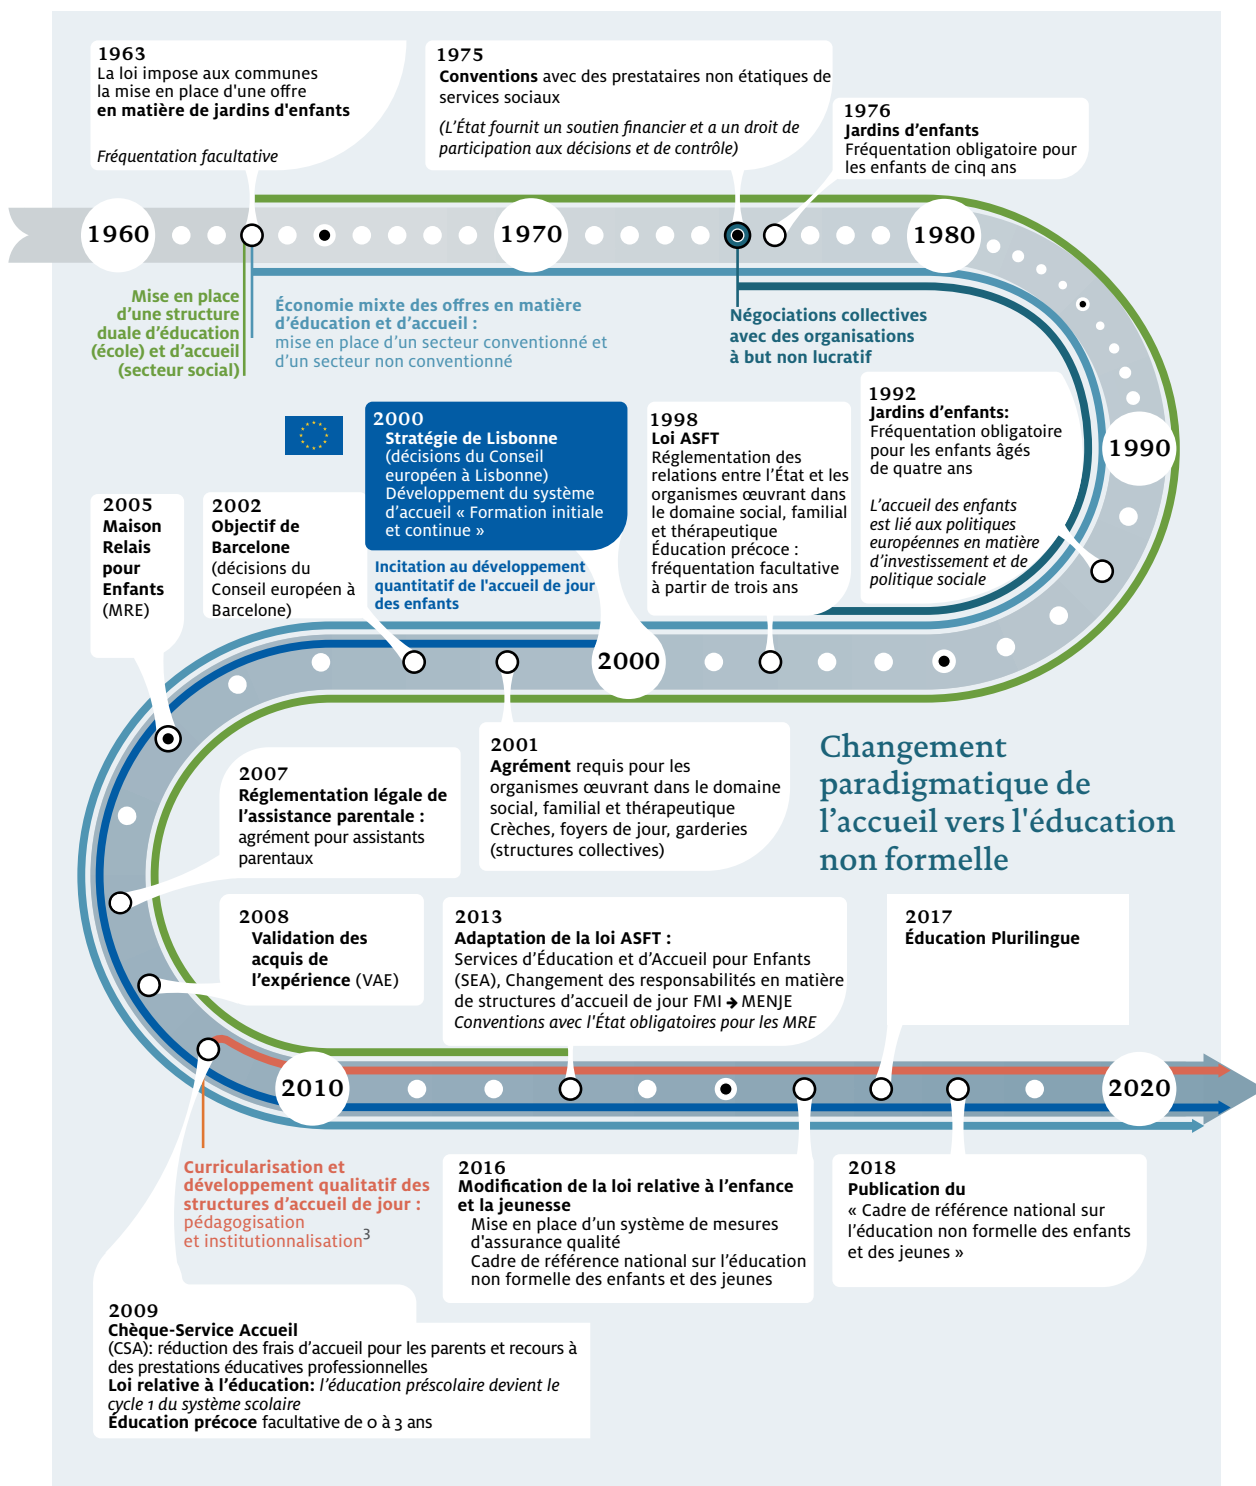 1963
La loi impose aux communes
la mise en place d'une offre
en matière de jardins d'enfants
Fréquentation facultative
1975
Conventions avec des prestataires non étatiques de
services sociaux
(L'État fournit un soutien financier et a un droit de
participation aux décisions et de contrôle)
1976
Jardins d'enfants
Fréquentation obligatoire pour
les enfants de cinq ans
1960
1970
1980
Mise en place
d'une structure
duale d'éducation
(école) et d'accueil
(secteur social)
Économie mixte des offres en matière
d'éducation et d'accueil :
mise en place d'un secteur conventionné et
d'un secteur non conventionné
Négociations collectives
avec des organisations
à but non lucratif
1992
Jardins d'enfants:
Fréquentation obligatoire
pour les enfants âgés
de quatre ans
L'accueil des enfants
est lié aux politiques
européennes en matière
d'investissement et de
politique sociale
1990
1998
Loi ASFT
Réglementation des
relations entre l'État et les
organismes œuvrant dans
le domaine social, familial
et thérapeutique
Éducation précoce :
fréquentation facultative
à partir de trois ans
2000
Stratégie de Lisbonne
(décisions du Conseil
européen à Lisbonne)
Développement du système
d'accueil « Formation initiale
et continue »
Incitation au développement
quantitatif de l'accueil de jour
des enfants
2002
Objectif de
Barcelone
(décisions du
Conseil européen à
Barcelone)
2005
Maison
Relais
pour
Enfants
(MRE)
2000
2001
Agrément requis pour les
organismes œuvrant dans le domaine
social, familial et thérapeutique
Crèches, foyers de jour, garderies
(structures collectives)
Changement
paradigmatique de
l'accueil vers l'éducation
non formelle
2007
Réglementation légale de
l'assistance parentale :
agrément pour assistants
parentaux
2008
Validation des
acquis de
l'expérience (VAE)
2013
Adaptation de la loi ASFT :
Services d'Éducation et d'Accueil pour Enfants
(SEA), Changement des responsabilités en matière
de structures d'accueil de jour FMI ➔ MENJE
Conventions avec l'État obligatoires pour les MRE
2017
Éducation Plurilingue
2010
2020
Curricularisation et
développement qualitatif des
structures d'accueil de jour :
pédagogisation
et institutionnalisation3
2016
Modification de la loi relative à l'enfance
et la jeunesse
Mise en place d'un système de mesures
d'assurance qualité
Cadre de référence national sur l'éducation
non formelle des enfants et des jeunes
2018
Publication du
« Cadre de référence national sur
l'éducation non formelle des enfants
et des jeunes »
2009
Chèque-Service Accueil
(CSA): réduction des frais d'accueil pour les parents et recours à
des prestations éducatives professionnelles
Loi relative à l'éducation: l'éducation préscolaire devient le
cycle 1 du système scolaire
Éducation précoce facultative de 0 à 3 ans